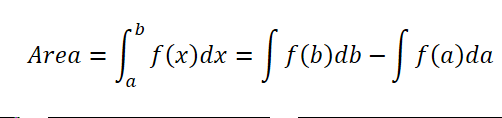 Area = ∫_a^b f(x)dx = ∫ f(b)db − ∫ f(a)da